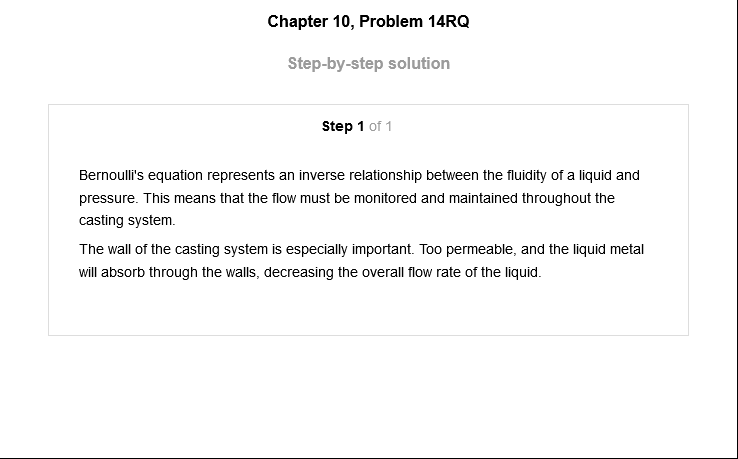 Chapter 10, Problem 14RQ
Step-by-step solution
Step 1 of 1
Bernoulli's equation represents an inverse relationship between the fluidity of a liquid and
pressure. This means that the flow must be monitored and maintained throughout the
casting system.
The wall of the casting system is especially important. Too permeable, and the liquid metal
will absorb through the walls, decreasing the overall flow rate of the liquid.